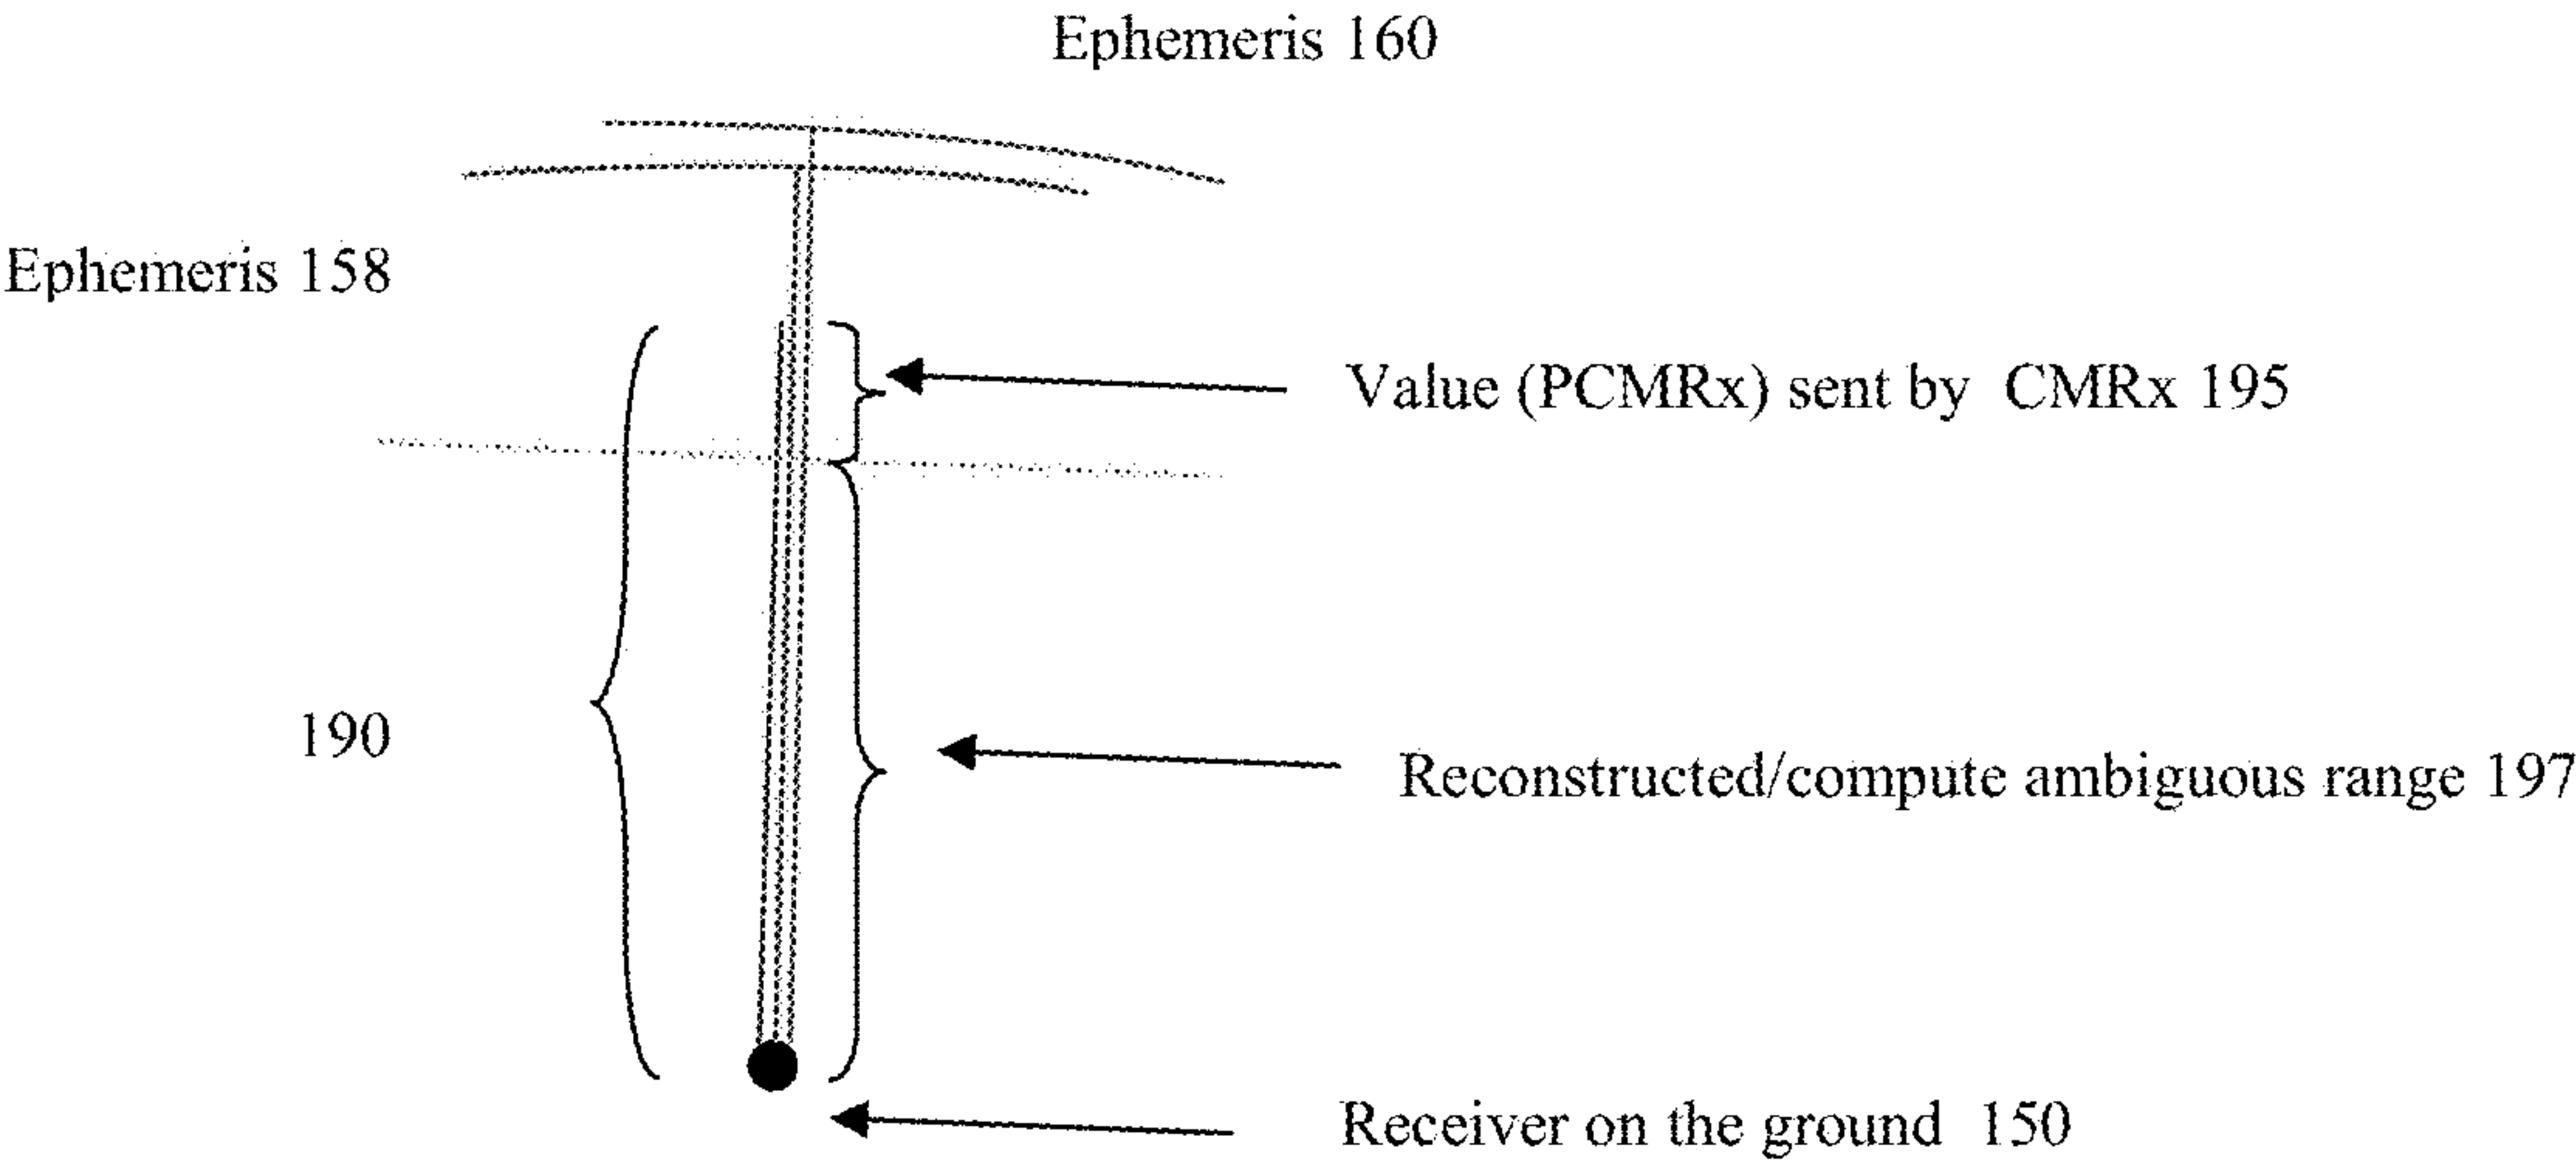 Ephemeris 160
Ephemeris 158
Value (PCMRx) sent by CMRx 195
190
Reconstructed/compute ambiguous range 197
Receiver on the ground 150